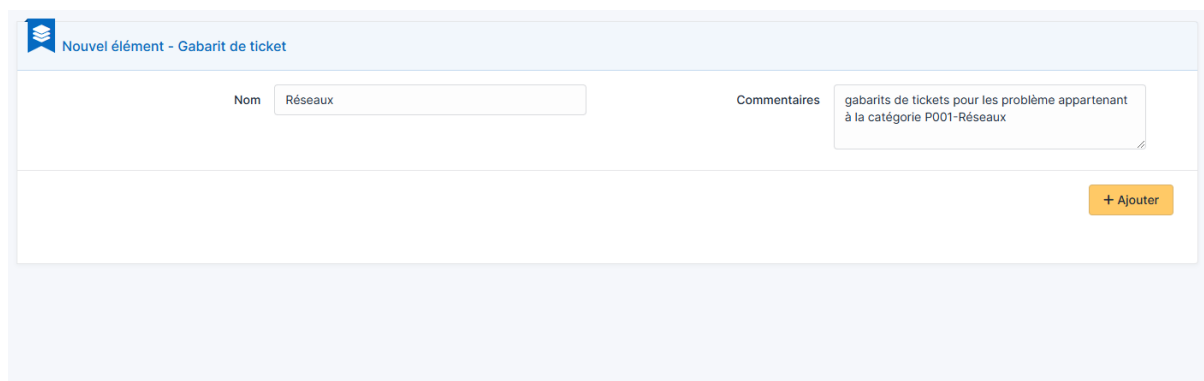 Nouvel élément - Gabarit de ticket
Nom
Réseaux
Commentaires
gabarits de tickets pour les problème appartenant
à la catégorie P001-Réseaux
+ Ajouter